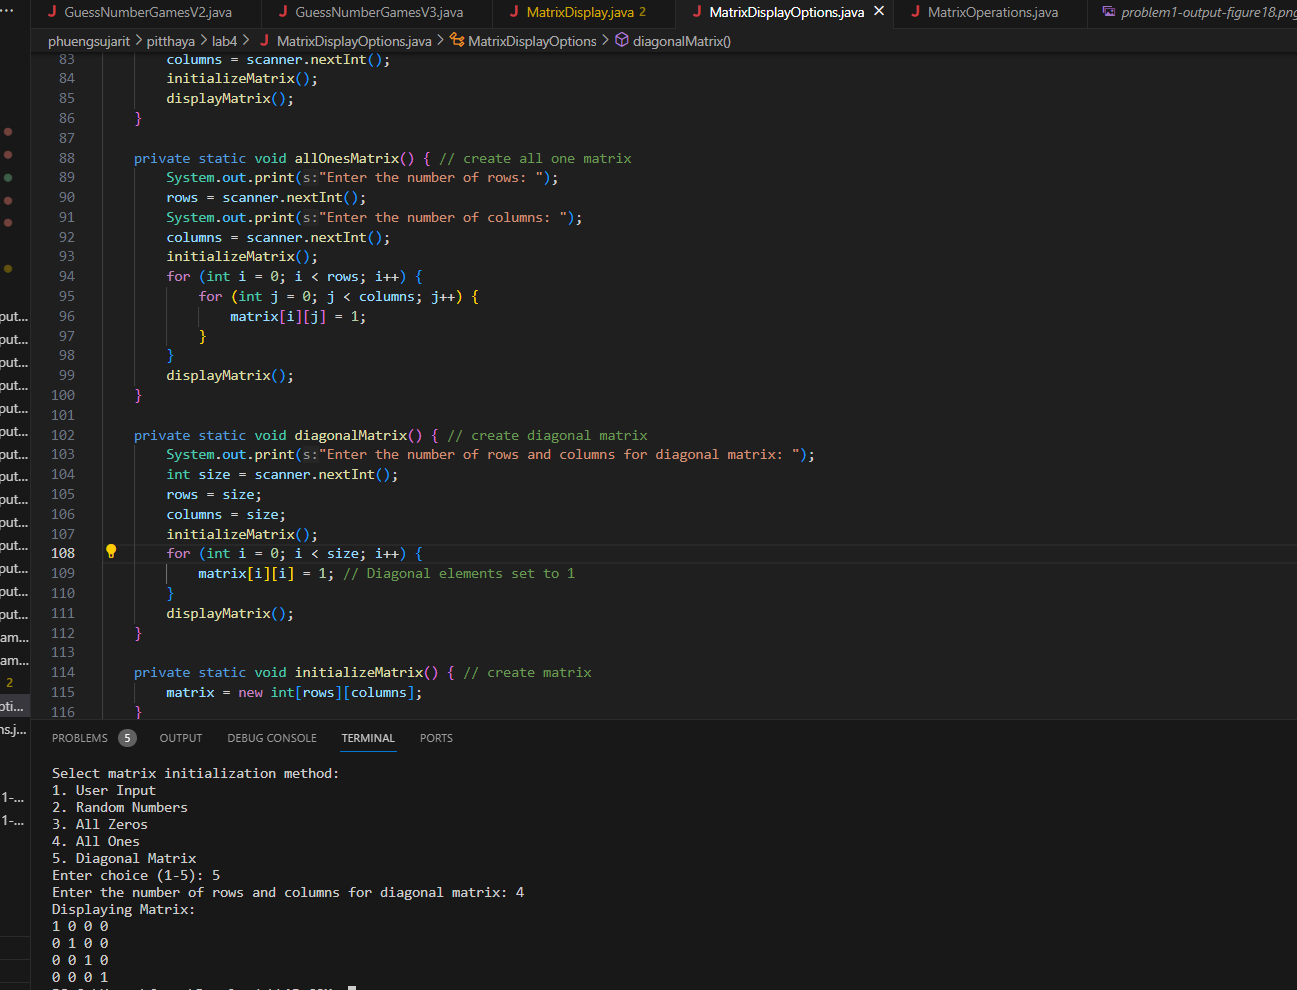 GuessNumberGamesV2.java GuessNumberGamesV3.java MatrixDisplay.java 2 MatrixDisplayOptions.java MatrixOperations.java problem1-output-figure18.png
phuengsujarit > pitthaya > lab4 > MatrixDisplayOptions.java > MatrixDisplayOptions > diagonalMatrix()
83 columns = scanner.nextInt();
84 initializeMatrix();
85 displayMatrix();
86 }
87
88 private static void allOnesMatrix() { // create all one matrix
89 System.out.print(s:"Enter the number of rows: ");
90 rows = scanner.nextInt();
91 System.out.print(s:"Enter the number of columns: ");
92 columns = scanner.nextInt();
93 initializeMatrix();
94 for (int i = 0; i < rows; i++) {
95 for (int j = 0; j < columns; j++) {
96 matrix[i][j] = 1;
97 }
98 }
99 displayMatrix();
100 }
101
102 private static void diagonalMatrix() { // create diagonal matrix
103 System.out.print(s:"Enter the number of rows and columns for diagonal matrix: ");
104 int size = scanner.nextInt();
105 rows = size;
106 columns = size;
107 initializeMatrix();
108 for (int i = 0; i < size; i++) {
109 matrix[i][i] = 1; // Diagonal elements set to 1
110 }
111 displayMatrix();
112 }
113
114 private static void initializeMatrix() { // create matrix
115 matrix = new int[rows][columns];
116 }
put...
put...
put...
put...
put...
put...
put...
put...
put...
put...
put...
put...
put...
put...
am...
am...
2
pti...
ns.j...
1-...
1-...
PROBLEMS 5 OUTPUT DEBUG CONSOLE TERMINAL PORTS
Select matrix initialization method:
1. User Input
2. Random Numbers
3. All Zeros
4. All Ones
5. Diagonal Matrix
Enter choice (1-5): 5
Enter the number of rows and columns for diagonal matrix: 4
Displaying Matrix:
1 0 0 0
0 1 0 0
0 0 1 0
0 0 0 1